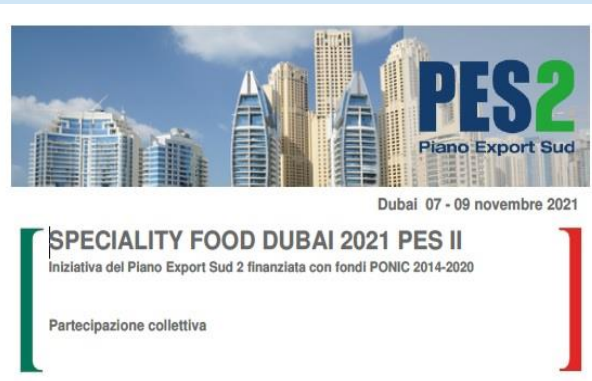 PES2
Piano Export Sud
Dubai 07 - 09 novembre 2021
SPECIALITY FOOD DUBAI 2021 PES II
Iniziativa del Piano Export Sud 2 finanziata con fondi PONIC 2014-2020
Partecipazione collettiva